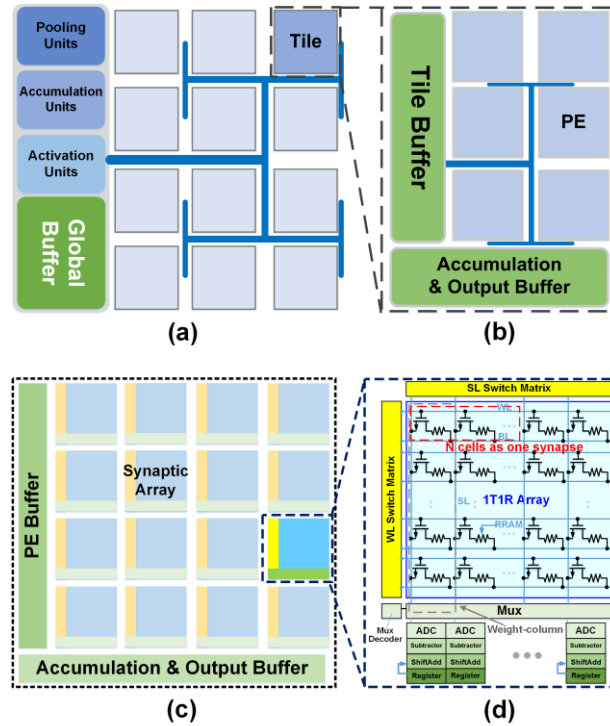 Pooling
Units
Accumulation
Units
Activation
Units
Global
Buffer
Tile
(a)
Tile Buffer
PE
Accumulation
& Output Buffer
(b)
PE Buffer
Synaptic
Array
Accumulation & Output Buffer
(c)
SL Switch Matrix
WL Switch Matrix
WL
BL
N cells as one synapse
SL
1T1R Array
RRAM
Mux
Mux
Decoder
Weight-column
ADC
ADC
ADC
Subtractor
Subtractor
Subtractor
ShiftAdd
ShiftAdd
ShiftAdd
Register
Register
Register
(d)